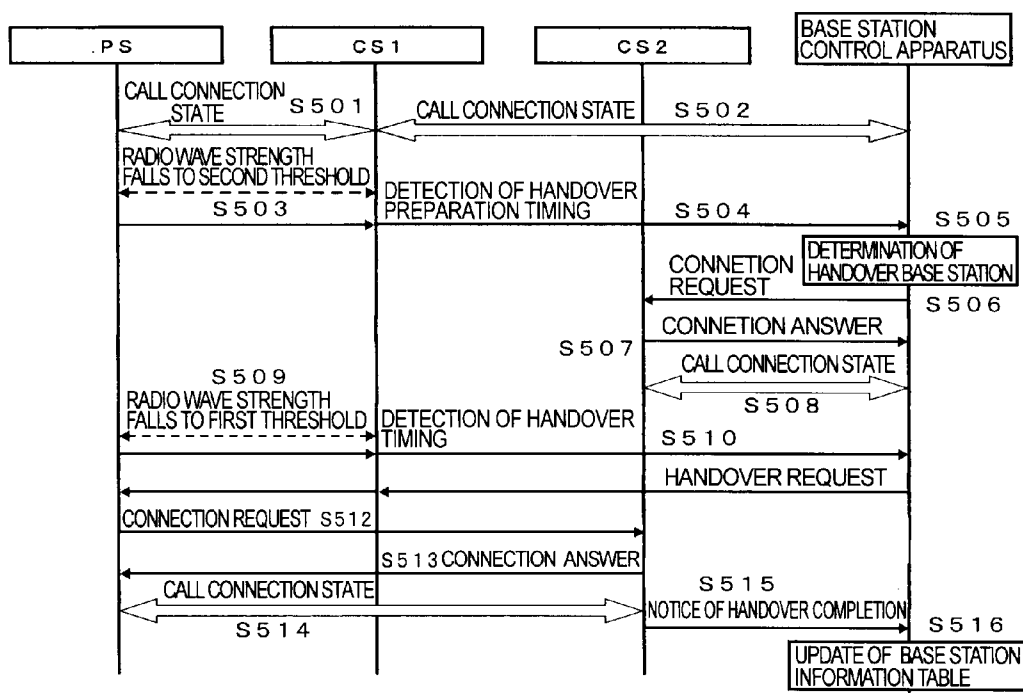 .PS
CS1
CS2
BASE STATION
CONTROL APPARATUS
CALL CONNECTION
STATE
S501
CALL CONNECTION STATE
S502
RADIO WAVE STRENGTH
FALLS TO SECOND THRESHOLD
S503
DETECTION OF HANDOVER
PREPARATION TIMING
S504
S505
DETERMINATION OF
HANDOVER BASE STATION
CONNETION
REQUEST
S506
CONNETION ANSWER
S507
CALL CONNECTION STATE
S508
S509
RADIO WAVE STRENGTH
FALLS TO FIRST THRESHOLD
DETECTION OF HANDOVER
TIMING
S510
HANDOVER REQUEST
CONNECTION REQUEST S512
S513 CONNECTION ANSWER
CALL CONNECTION STATE
S514
S515
NOTICE OF HANDOVER COMPLETION
S516
UPDATE OF BASE STATION
INFORMATION TABLE